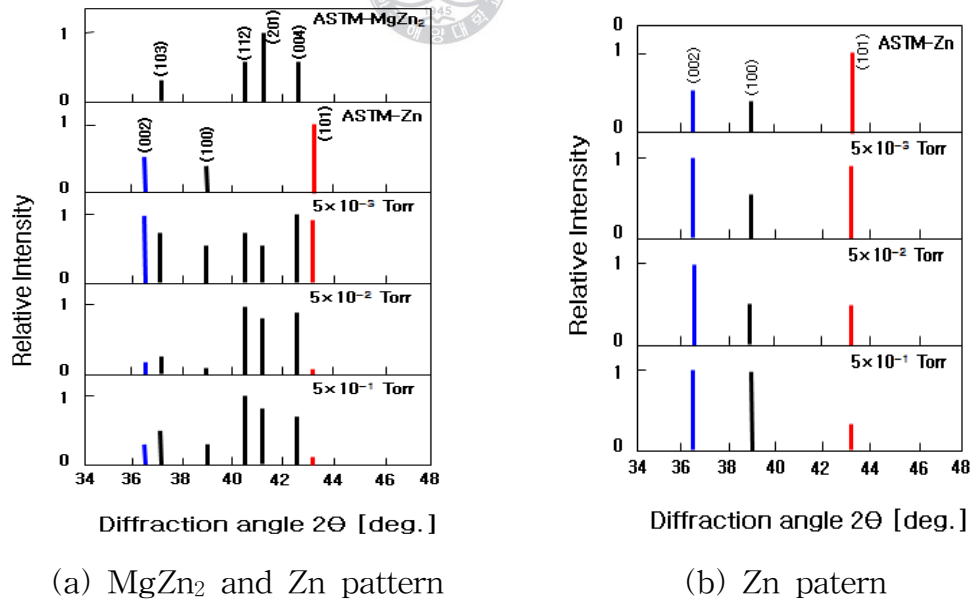 ASTM-MgZn₂
(103)
(112)
(201)
(004)
1
0
ASTM-Zn
(002)
(100)
(101)
1
0
5×10⁻³ Torr
1
0
5×10⁻² Torr
1
0
5×10⁻¹ Torr
1
0
34 36 38 40 42 44 46 48
Relative Intensity
Diffraction angle 2Θ [deg.]
(a) MgZn₂ and Zn pattern
0
ASTM-Zn
(002)
(100)
(101)
1
0
5×10⁻³ Torr
1
0
5×10⁻² Torr
1
0
5×10⁻¹ Torr
1
0
34 36 38 40 42 44 46 48
Relative Intensity
Diffraction angle 2Θ [deg.]
(b) Zn patern
1945